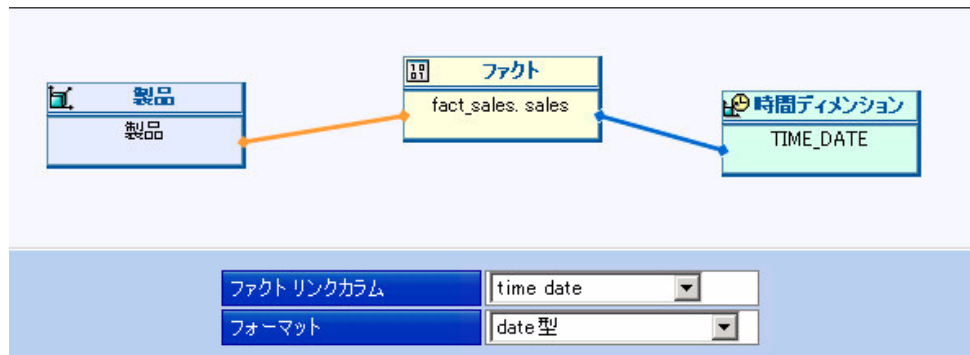 製品
製品
ファクト
fact_sales. sales
時間ディメンション
TIME_DATE
ファクト リンクカラム
time date
フォーマット
date型